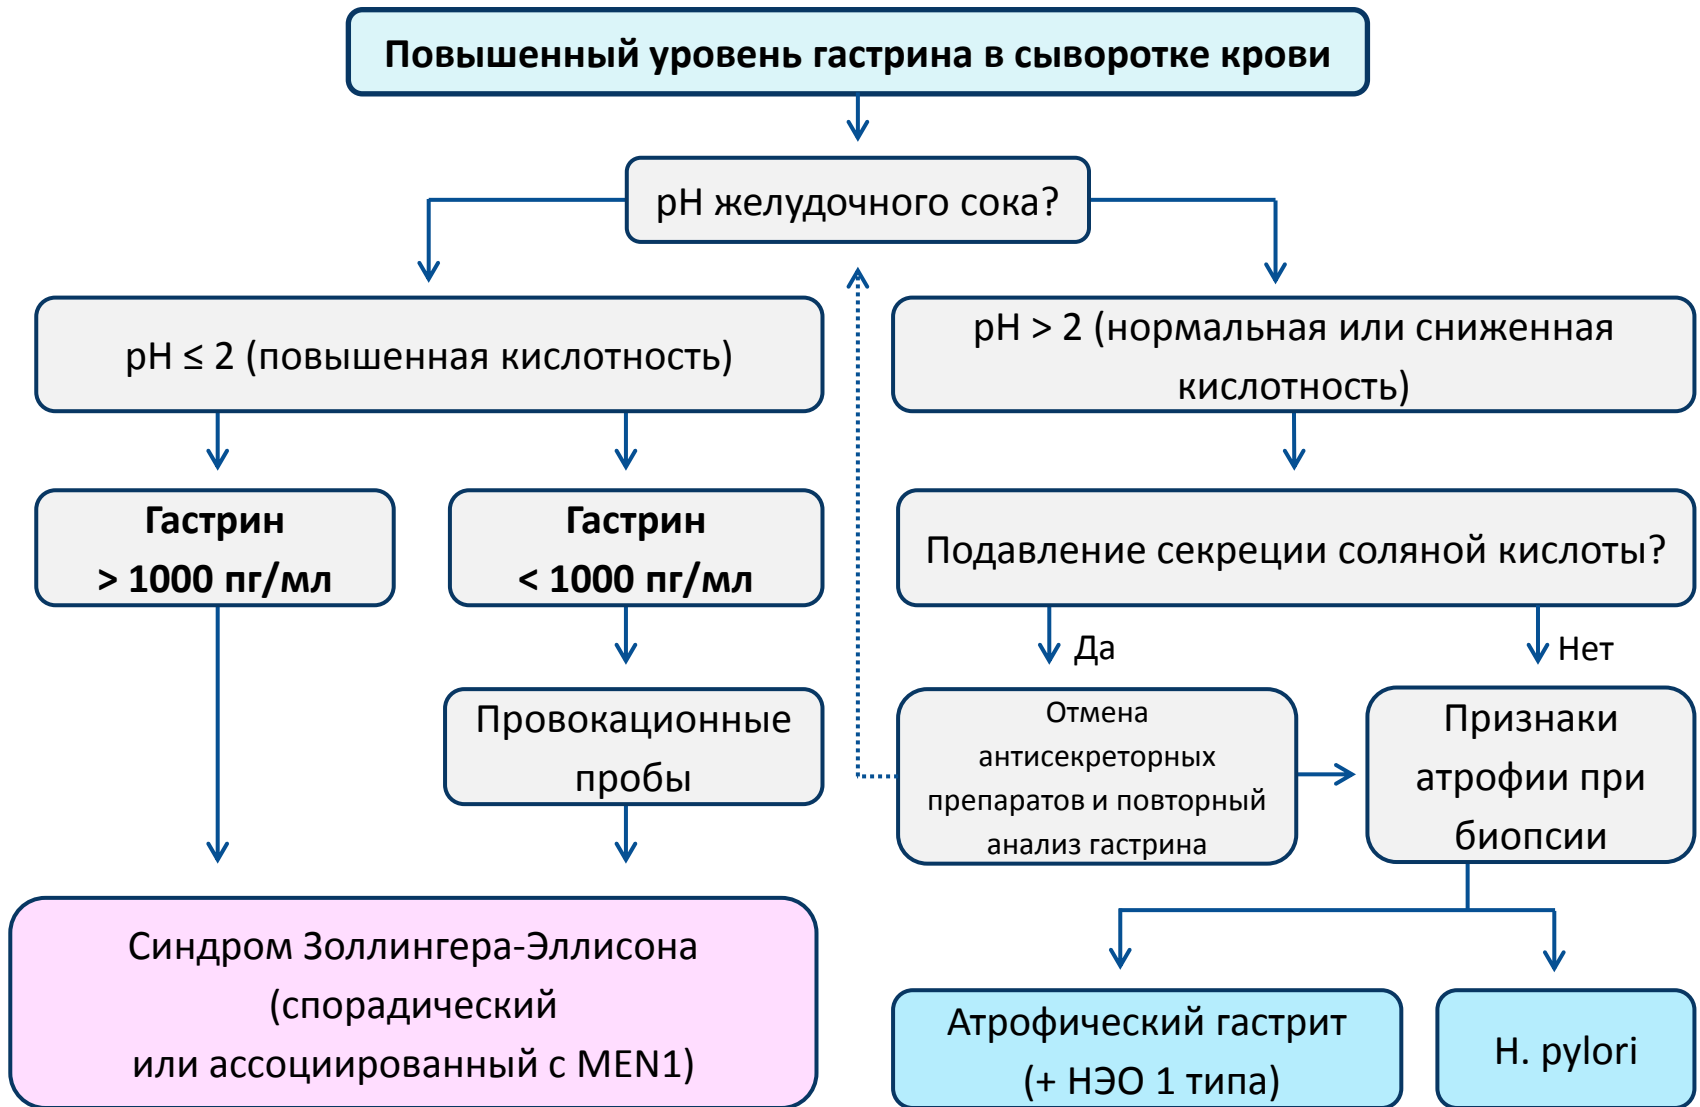 Повышенный уровень гастрина в сыворотке крови
pH желудочного сока?
pH ≤ 2 (повышенная кислотность)
pH > 2 (нормальная или сниженная
кислотность)
Гастрин
> 1000 пг/мл
Гастрин
< 1000 пг/мл
Подавление секреции соляной кислоты?
Да
Нет
Провокационные
пробы
Отмена
антисекреторных
препаратов и повторный
анализ гастрина
Признаки
атрофии при
биопсии
Синдром Золлингера-Эллисона
(спорадический
или ассоциированный с MEN1)
Атрофический гастрит
(+ НЭО 1 типа)
H. pylori